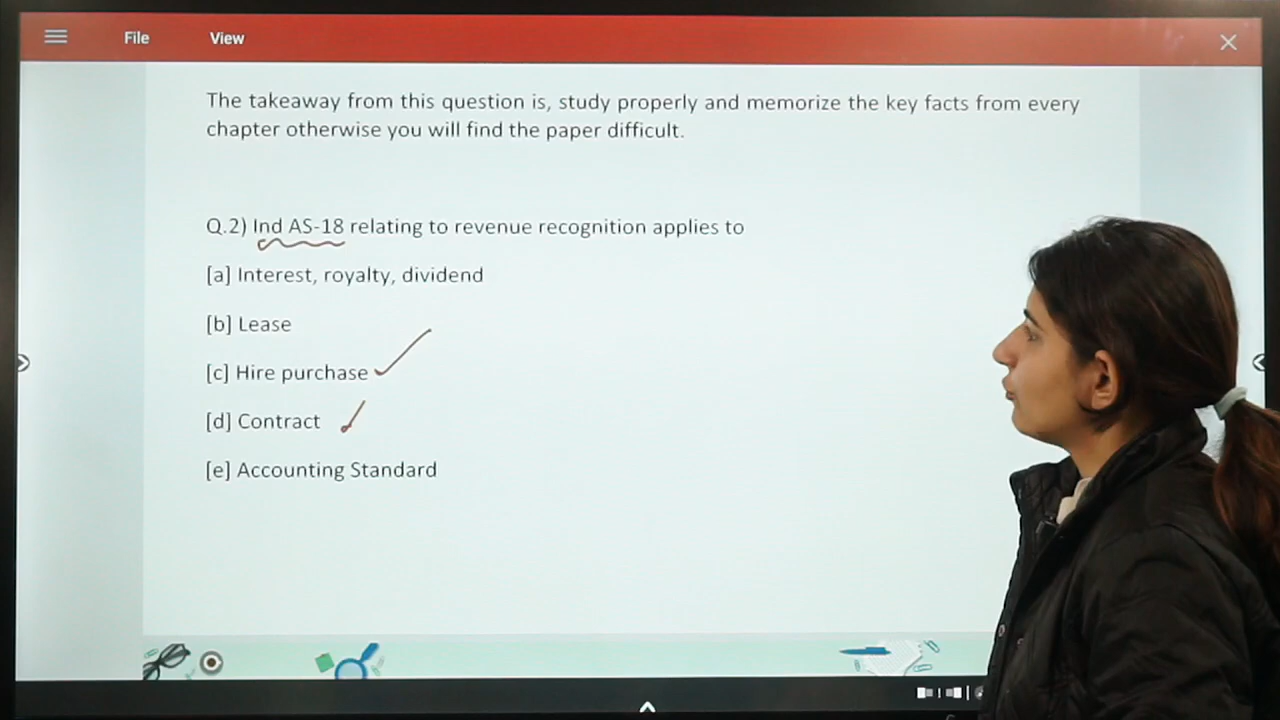 File View
The takeaway from this question is, study properly and memorize the key facts from every
chapter otherwise you will find the paper difficult.
Q.2) Ind AS-18 relating to revenue recognition applies to
[a] Interest, royalty, dividend
[b] Lease
[c] Hire purchase
[d] Contract
[e] Accounting Standard